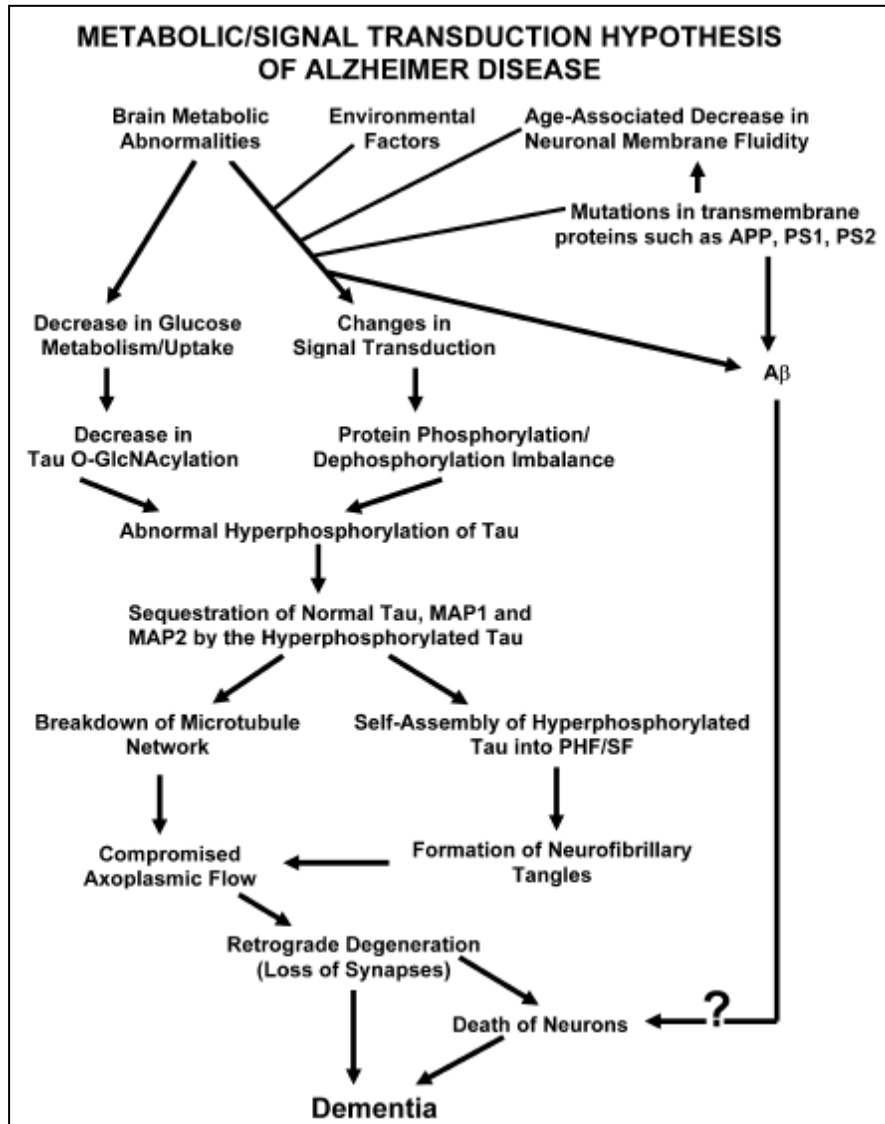 METABOLIC/SIGNAL TRANSDUCTION HYPOTHESIS
OF ALZHEIMER DISEASE
Brain Metabolic
Abnormalities
Environmental
Factors
Age-Associated Decrease in
Neuronal Membrane Fluidity
Mutations in transmembrane
proteins such as APP, PS1, PS2
Decrease in Glucose
Metabolism/Uptake
Changes in
Signal Transduction
Aβ
Decrease in
Tau O-GlcNAcylation
Protein Phosphorylation/
Dephosphorylation Imbalance
Abnormal Hyperphosphorylation of Tau
Sequestration of Normal Tau, MAP1 and
MAP2 by the Hyperphosphorylated Tau
Breakdown of Microtubule
Network
Self-Assembly of Hyperphosphorylated
Tau into PHF/SF
Compromised
Axoplasmic Flow
Formation of Neurofibrillary
Tangles
Retrograde Degeneration
(Loss of Synapses)
Death of Neurons
?
Dementia